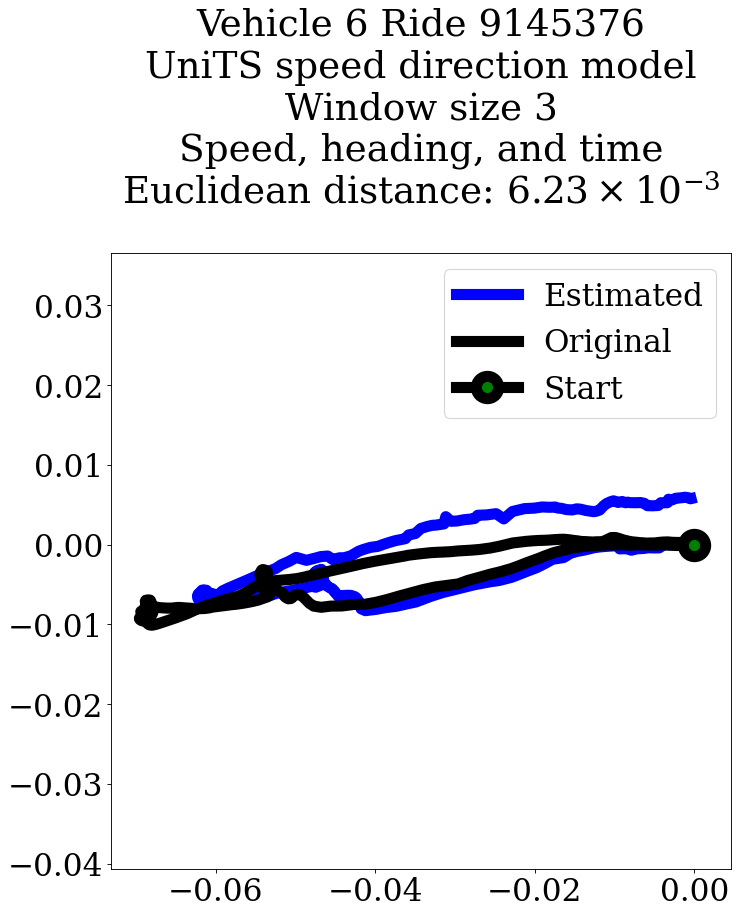 Vehicle 6 Ride 9145376
UniTS speed direction model
Window size 3
Speed, heading, and time
Euclidean distance: 6.23 × 10⁻³
Estimated
Original
Start
0.03
0.02
0.01
0.00
−0.01
−0.02
−0.03
−0.04
−0.06 −0.04 −0.02 0.00